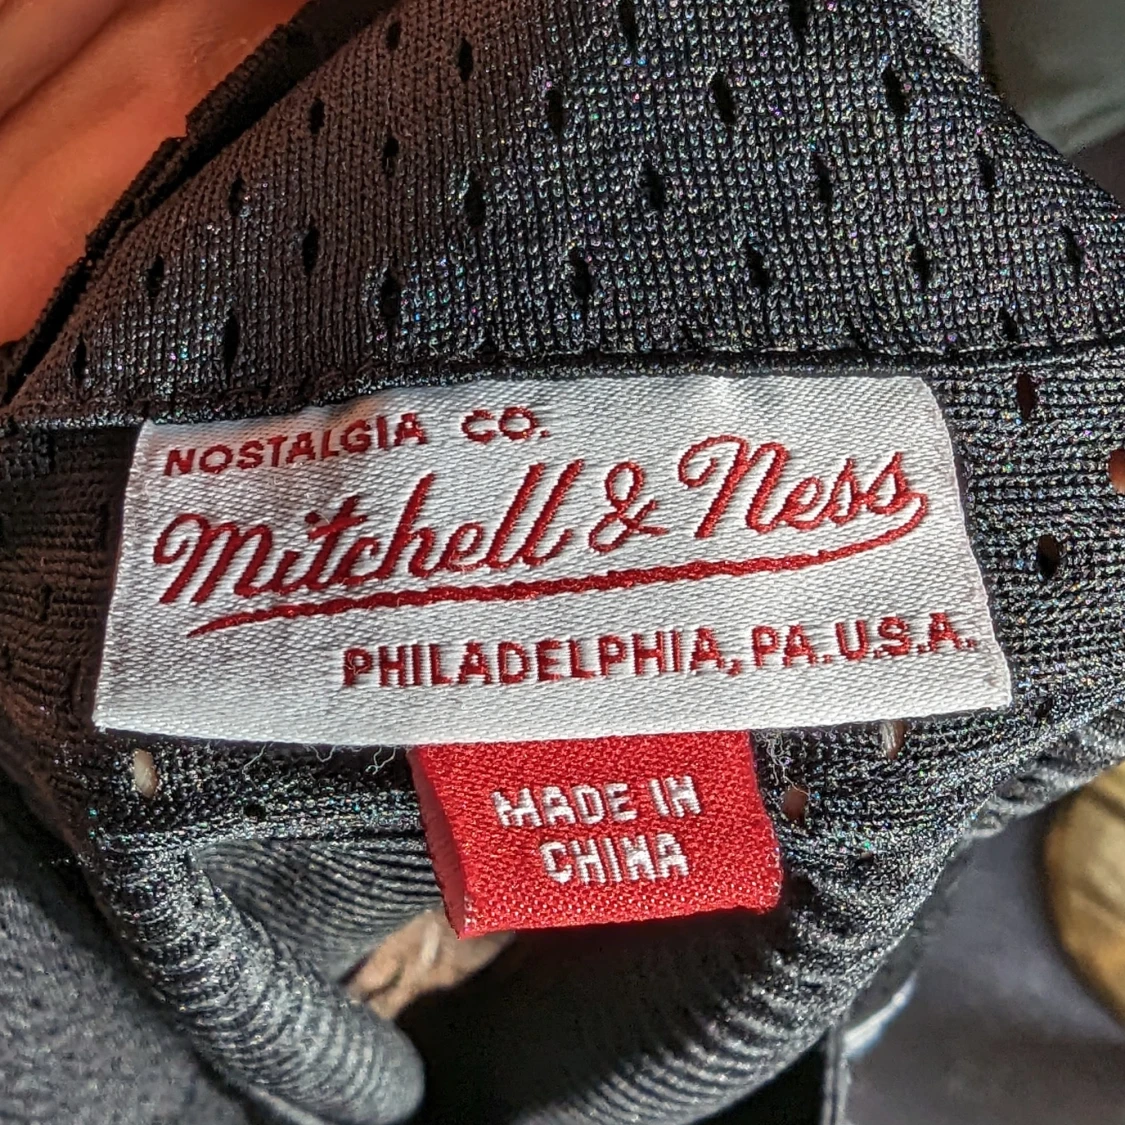 NOSTALGIA CO.
Mitchell & Ness
PHILADELPHIA, PA. U.S.A.
MADE IN
CHINA